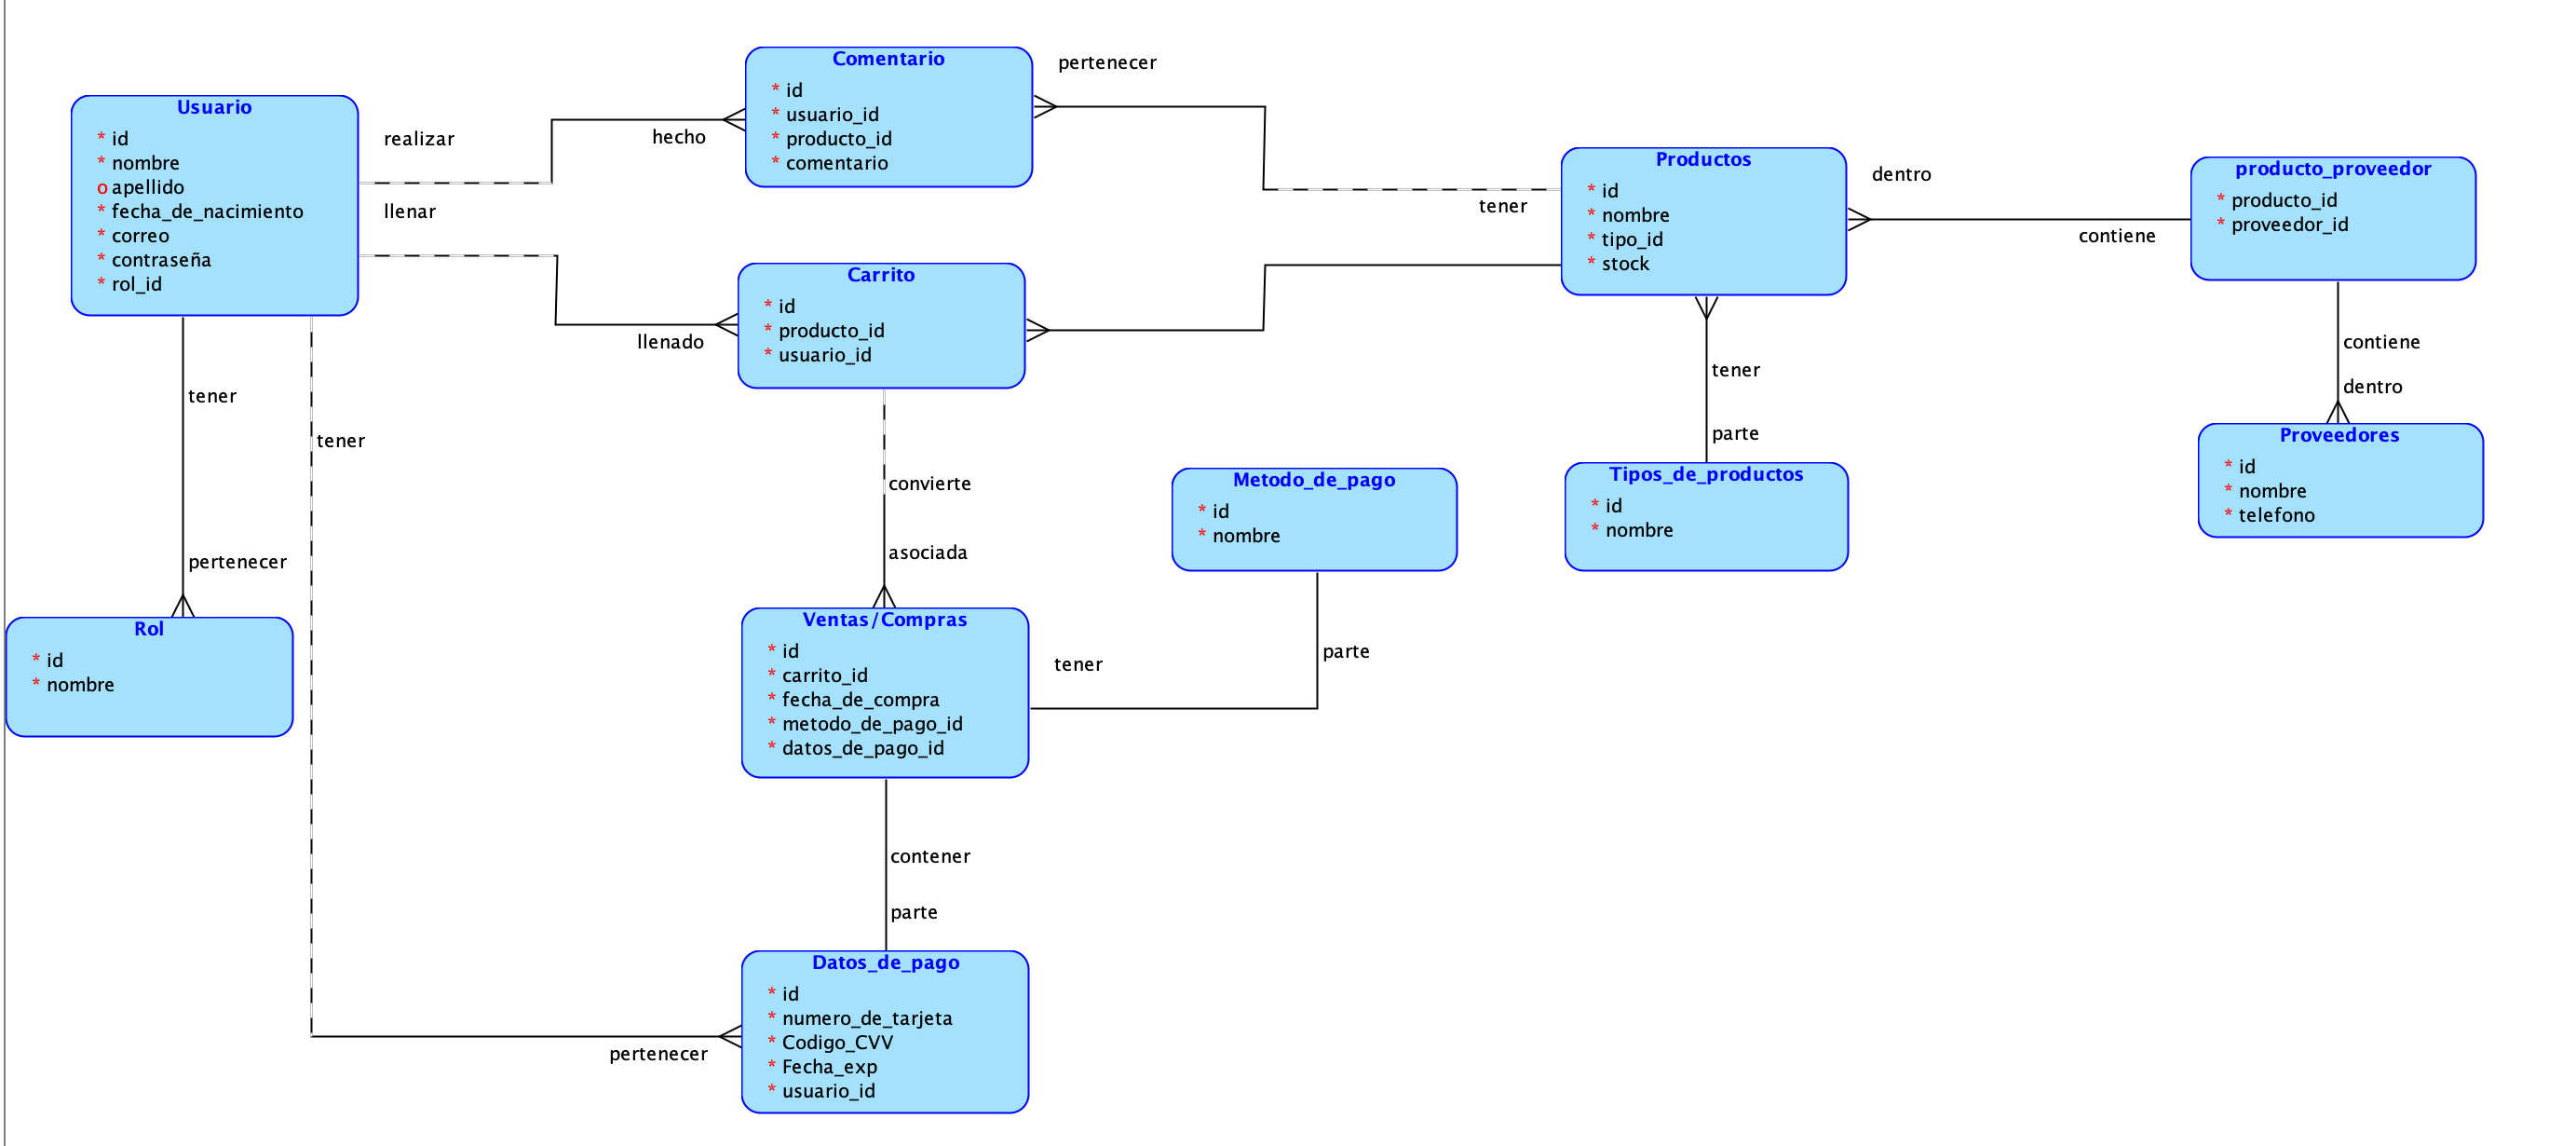 Usuario
* id
* nombre
o apellido
* fecha_de_nacimiento
* correo
* contraseña
* rol_id
realizar
hecho
llenar
llenado
Comentario
* id
* usuario_id
* producto_id
* comentario
pertenecer
tener
Carrito
* id
* producto_id
* usuario_id
Productos
* id
* nombre
* tipo_id
* stock
dentro
contiene
producto_proveedor
* producto_id
* proveedor_id
contiene
dentro
Proveedores
* id
* nombre
* telefono
tener
parte
Tipos_de_productos
* id
* nombre
tener
pertenecer
tener
Rol
* id
* nombre
convierte
asociada
Metodo_de_pago
* id
* nombre
Ventas/Compras
* id
* carrito_id
* fecha_de_compra
* metodo_de_pago_id
* datos_de_pago_id
tener
parte
contener
parte
Datos_de_pago
* id
* numero_de_tarjeta
* Codigo_CVV
* Fecha_exp
* usuario_id
pertenecer